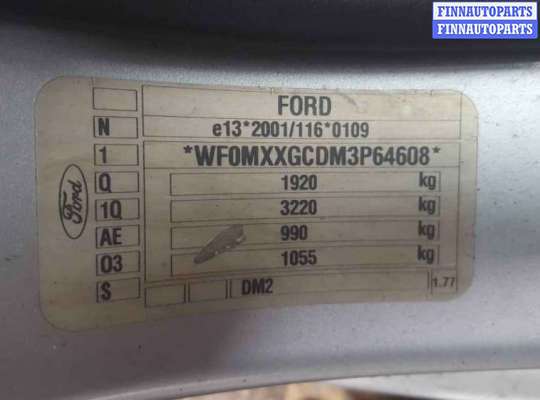 FINNAUTOPARTS
FINNAUTOPARTS
FORD
N e13*2001/116*0109
1 *WF0MXXGCDM3P64608*
Q 1920 kg
1Q 3220 kg
AE 990 kg
O3 1055 kg
S DM2 1.77
Ford